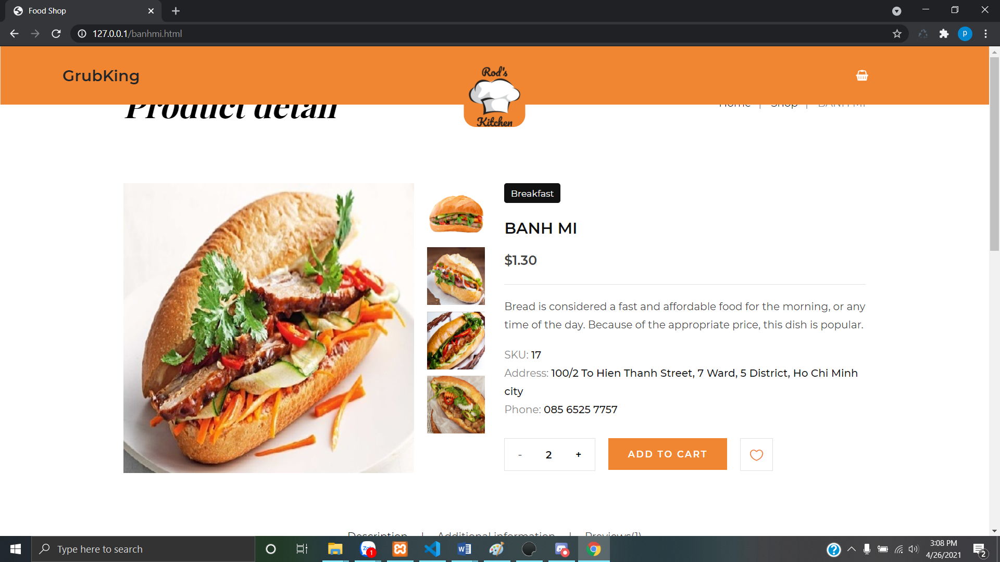 Food Shop
127.0.0.1/banhmi.html
p
GrubKing
Rod's
Kitchen
Product detail
Home | Shop | BANH MI
Breakfast
BANH MI
$1.30
Bread is considered a fast and affordable food for the morning, or any
time of the day. Because of the appropriate price, this dish is popular.
SKU: 17
Address: 100/2 To Hien Thanh Street, 7 Ward, 5 District, Ho Chi Minh
city
Phone: 085 6525 7757
- 2 +
ADD TO CART
Description | Additional information | Previews(1)
Type here to search
1
3:08 PM
4/26/2021
2